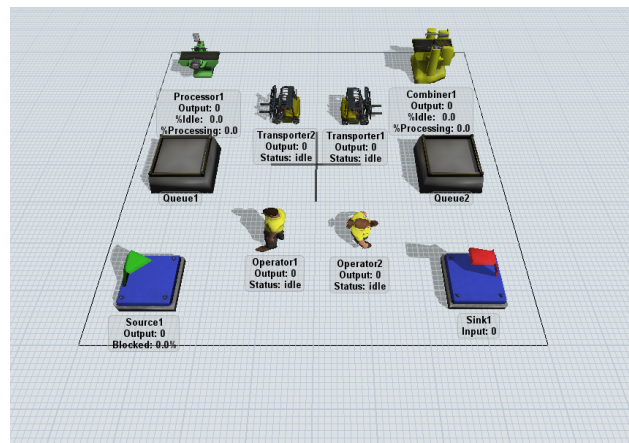 Processor1
Output: 0
%Idle: 0.0
%Processing: 0.0
Combiner1
Output: 0
%Idle: 0.0
%Processing: 0.0
Transporter2
Output: 0
Status: idle
Transporter1
Output: 0
Status: idle
Queue1
Queue2
Operator1
Output: 0
Status: idle
Operator2
Output: 0
Status: idle
Source1
Output: 0
Blocked: 0.0%
Sink1
Input: 0